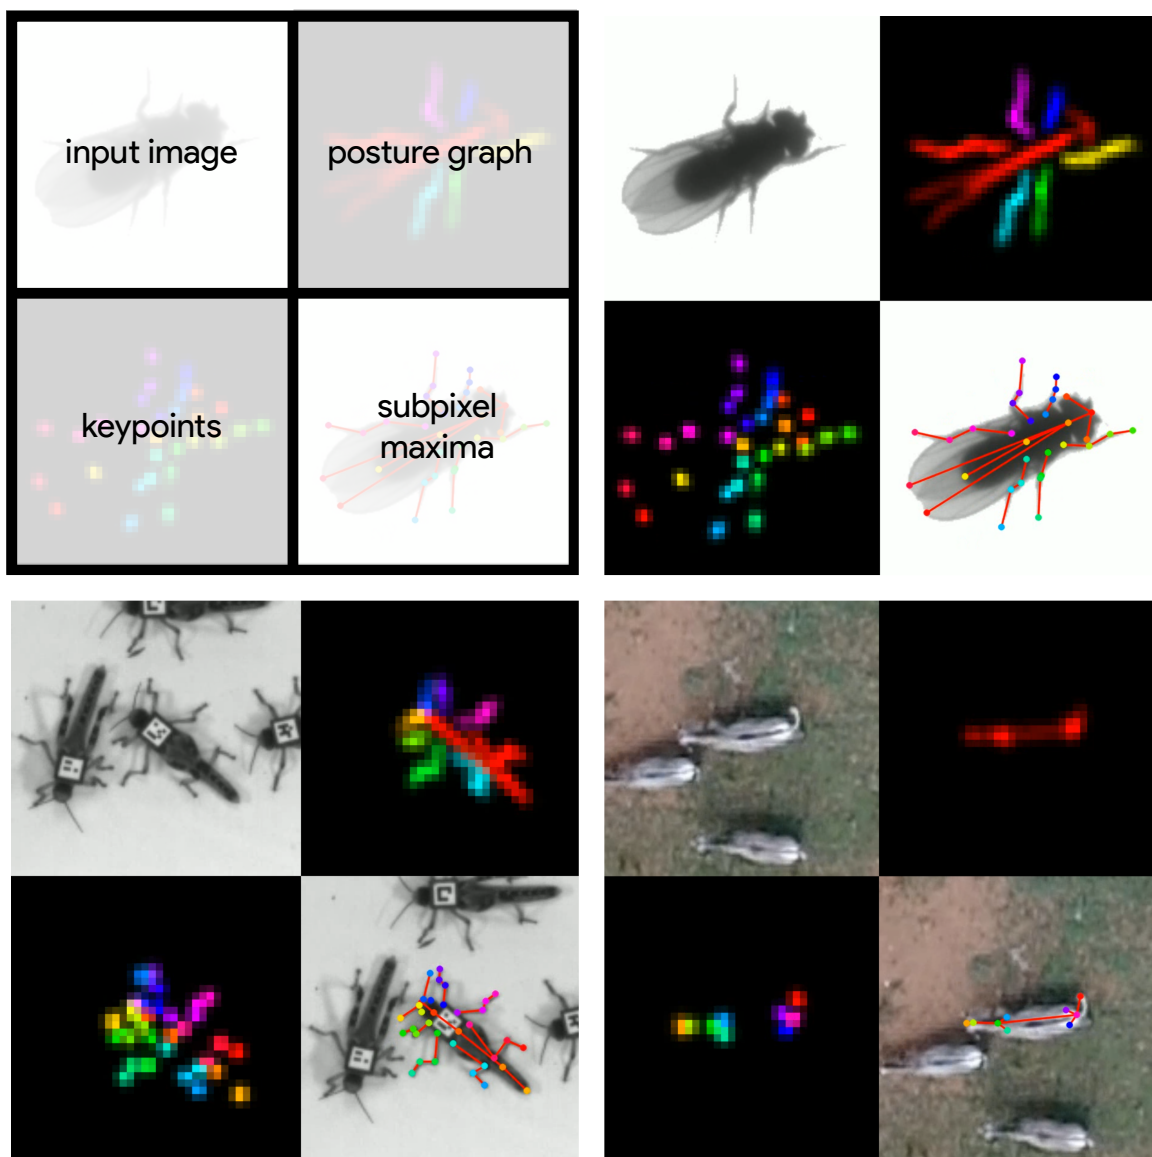 input image
posture graph
keypoints
subpixel
maxima